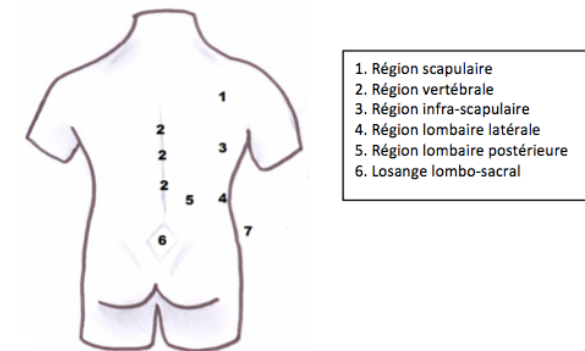 1
2
2
3
2
5
4
7
6
1. Région scapulaire
2. Région vertébrale
3. Région infra-scapulaire
4. Région lombaire latérale
5. Région lombaire postérieure
6. Losange lombo-sacral